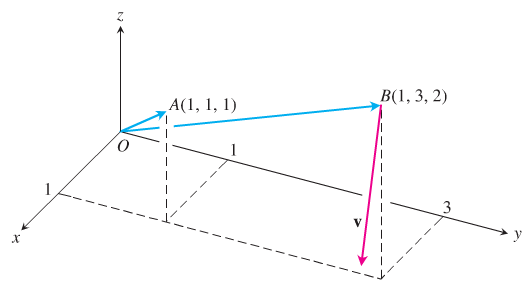 z
A(1, 1, 1)
B(1, 3, 2)
O
1
1
3
v
x
y